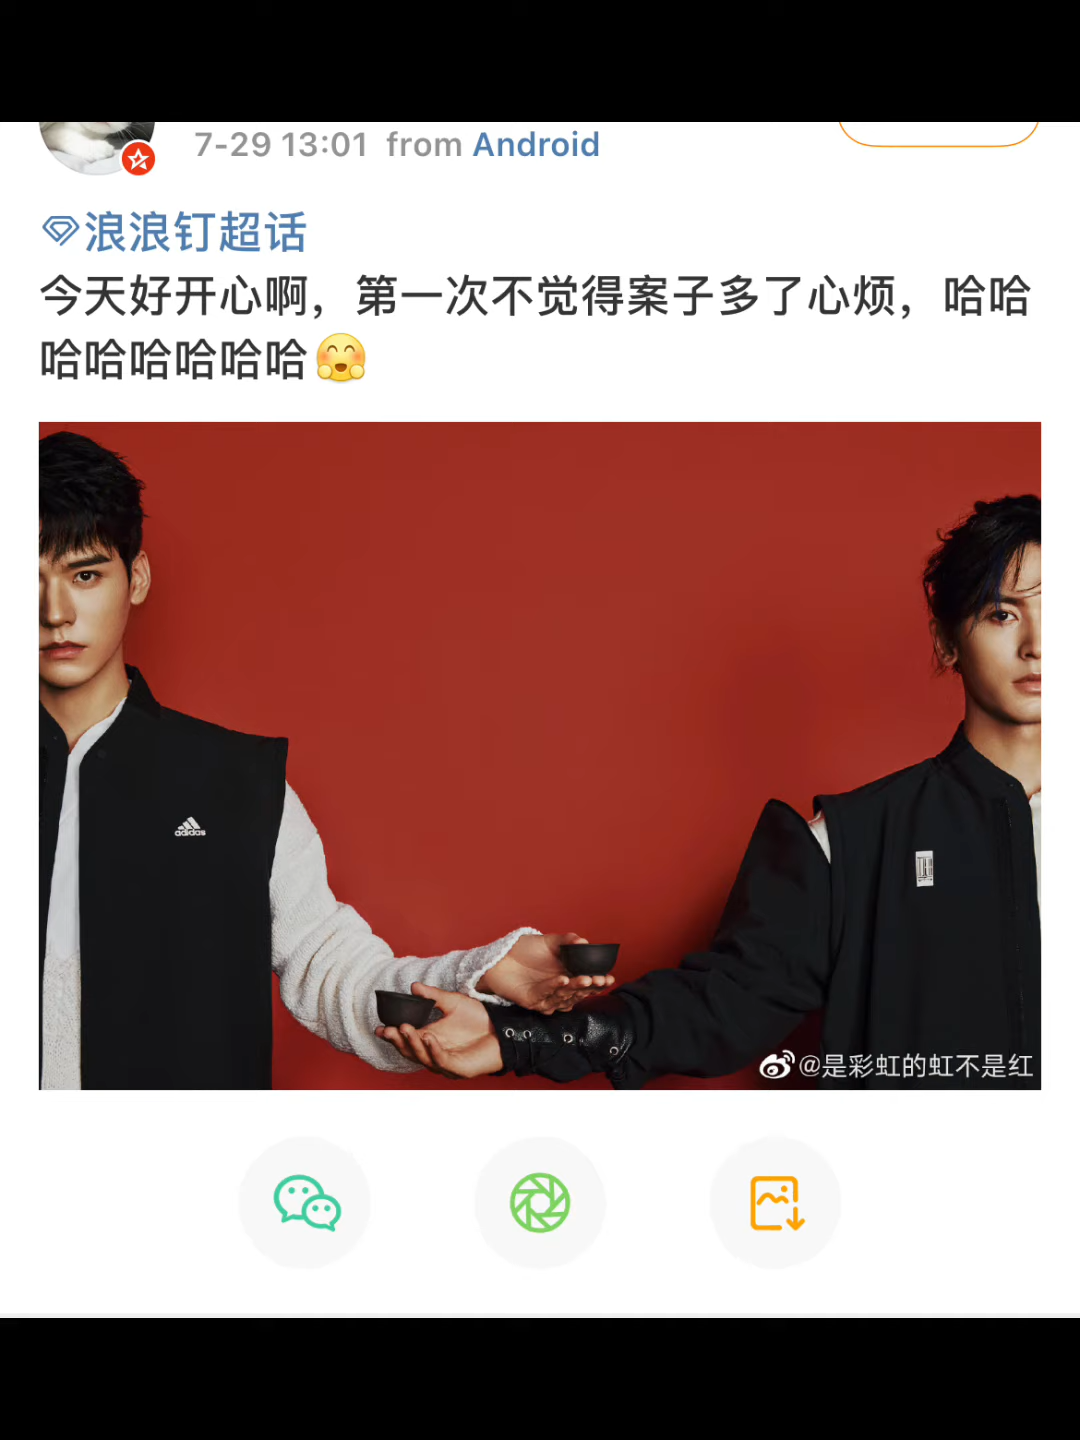 7-29 13:01 from Android
浪浪钉超话
今天好开心啊，第一次不觉得案子多了心烦，哈哈
哈哈哈哈哈哈
adidas
@是彩虹的虹不是红